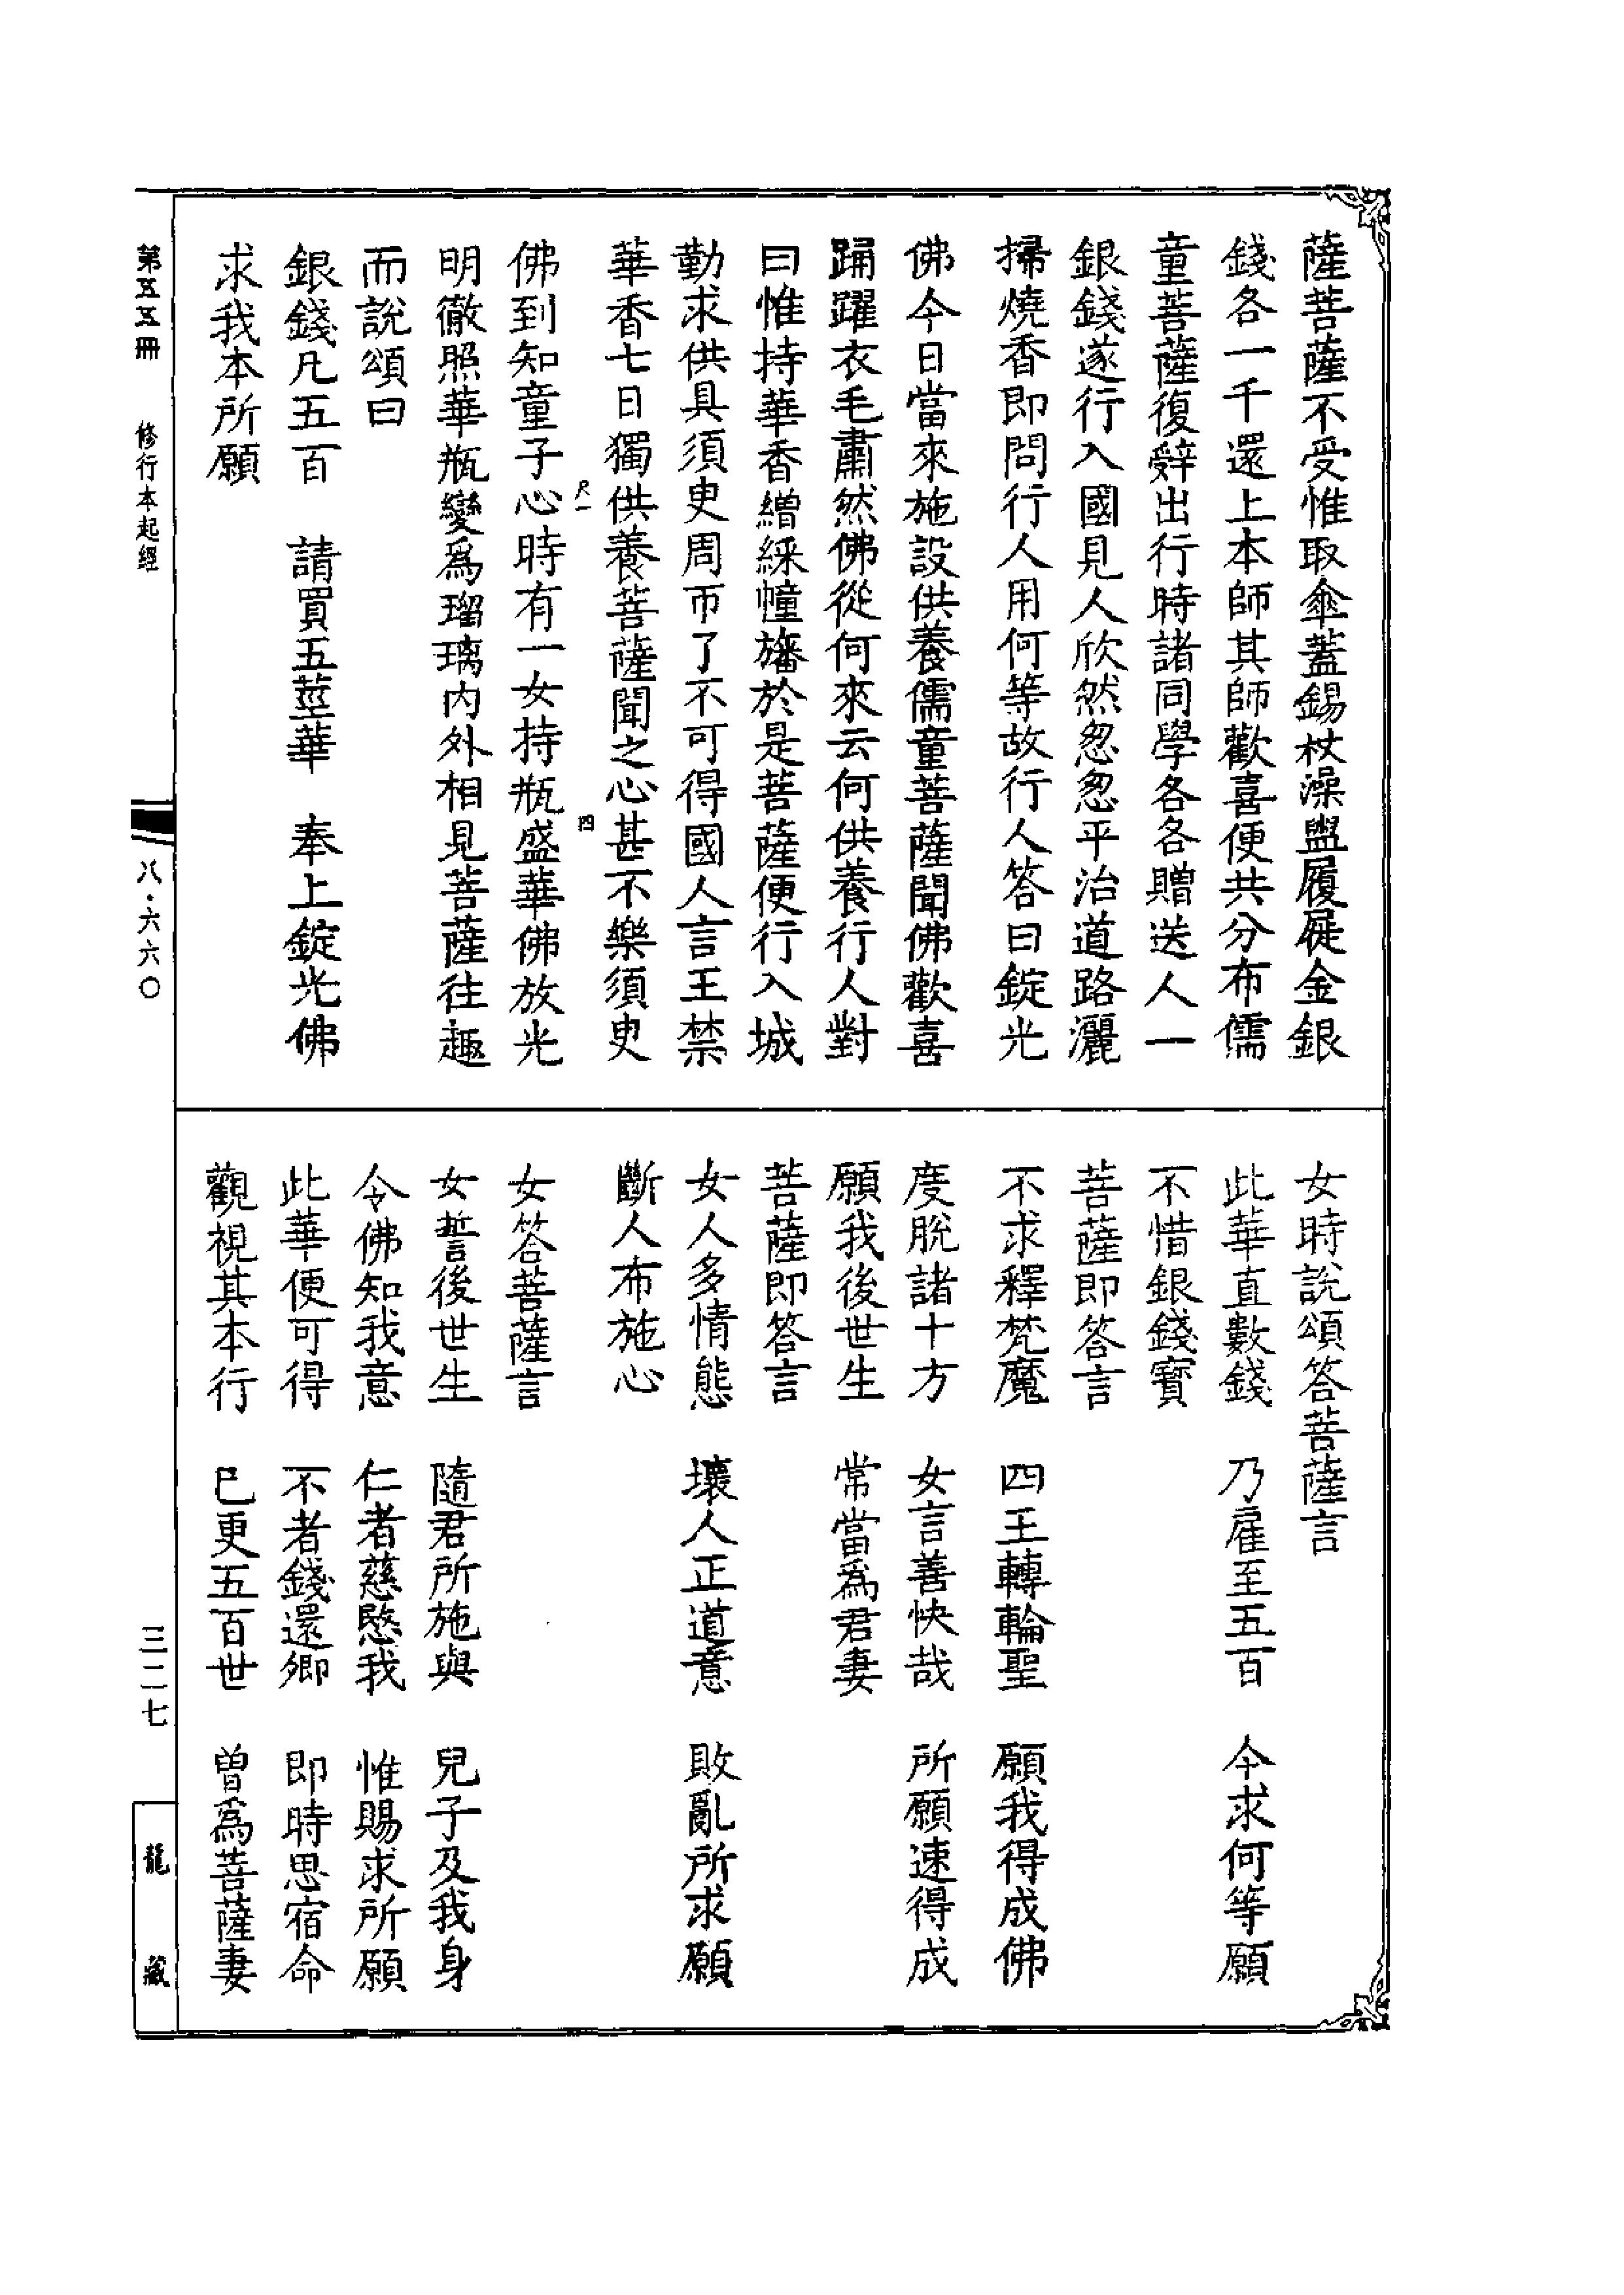 薩菩薩不受惟取傘蓋錫杖澡盥履屣金銀
錢各一千還上本師其師歡喜便共分布儒
童菩薩復辭出行時諸同學各各贈送人一
銀錢遂行入國見人欣然怱怱平治道路灑
掃燒香即問行人用何等故行人答曰錠光
佛今日當來施設供養儒童菩薩聞佛歡喜
踊躍衣毛肅然佛從何來云何供養行人對
曰惟持華香繒綵幢旛於是菩薩便行入城
勤求供具須臾周帀了不可得國人言王禁
華香七日獨供養菩薩聞之心甚不樂須臾
尺一 四
佛到知童子心時有一女持瓶盛華佛放光
明徹照華瓶變爲瑠璃內外相見菩薩往趣
而說頌曰
銀錢凡五百　請買五莖華　奉上錠光佛
求我本所願
女時說頌答菩薩言
此華直數錢　乃雇至五百　今求何等願
不惜銀錢寶
菩薩即答言
不求釋梵魔　四王轉輪聖　願我得成佛
度脫諸十方　女言善快哉　所願速得成
願我後世生　常當爲君妻
菩薩即答言
女人多情態　壞人正道意　敗亂所求願
斷人布施心
女答菩薩言
女誓後世生　隨君所施與　兒子及我身
令佛知我意　仁者慈愍我　惟賜求所願
此華便可得　不者錢還卿　即時思宿命
觀視其本行　已更五百世　曾爲菩薩妻
第五五冊　修行本起經　八·六六〇　三二七　龍藏